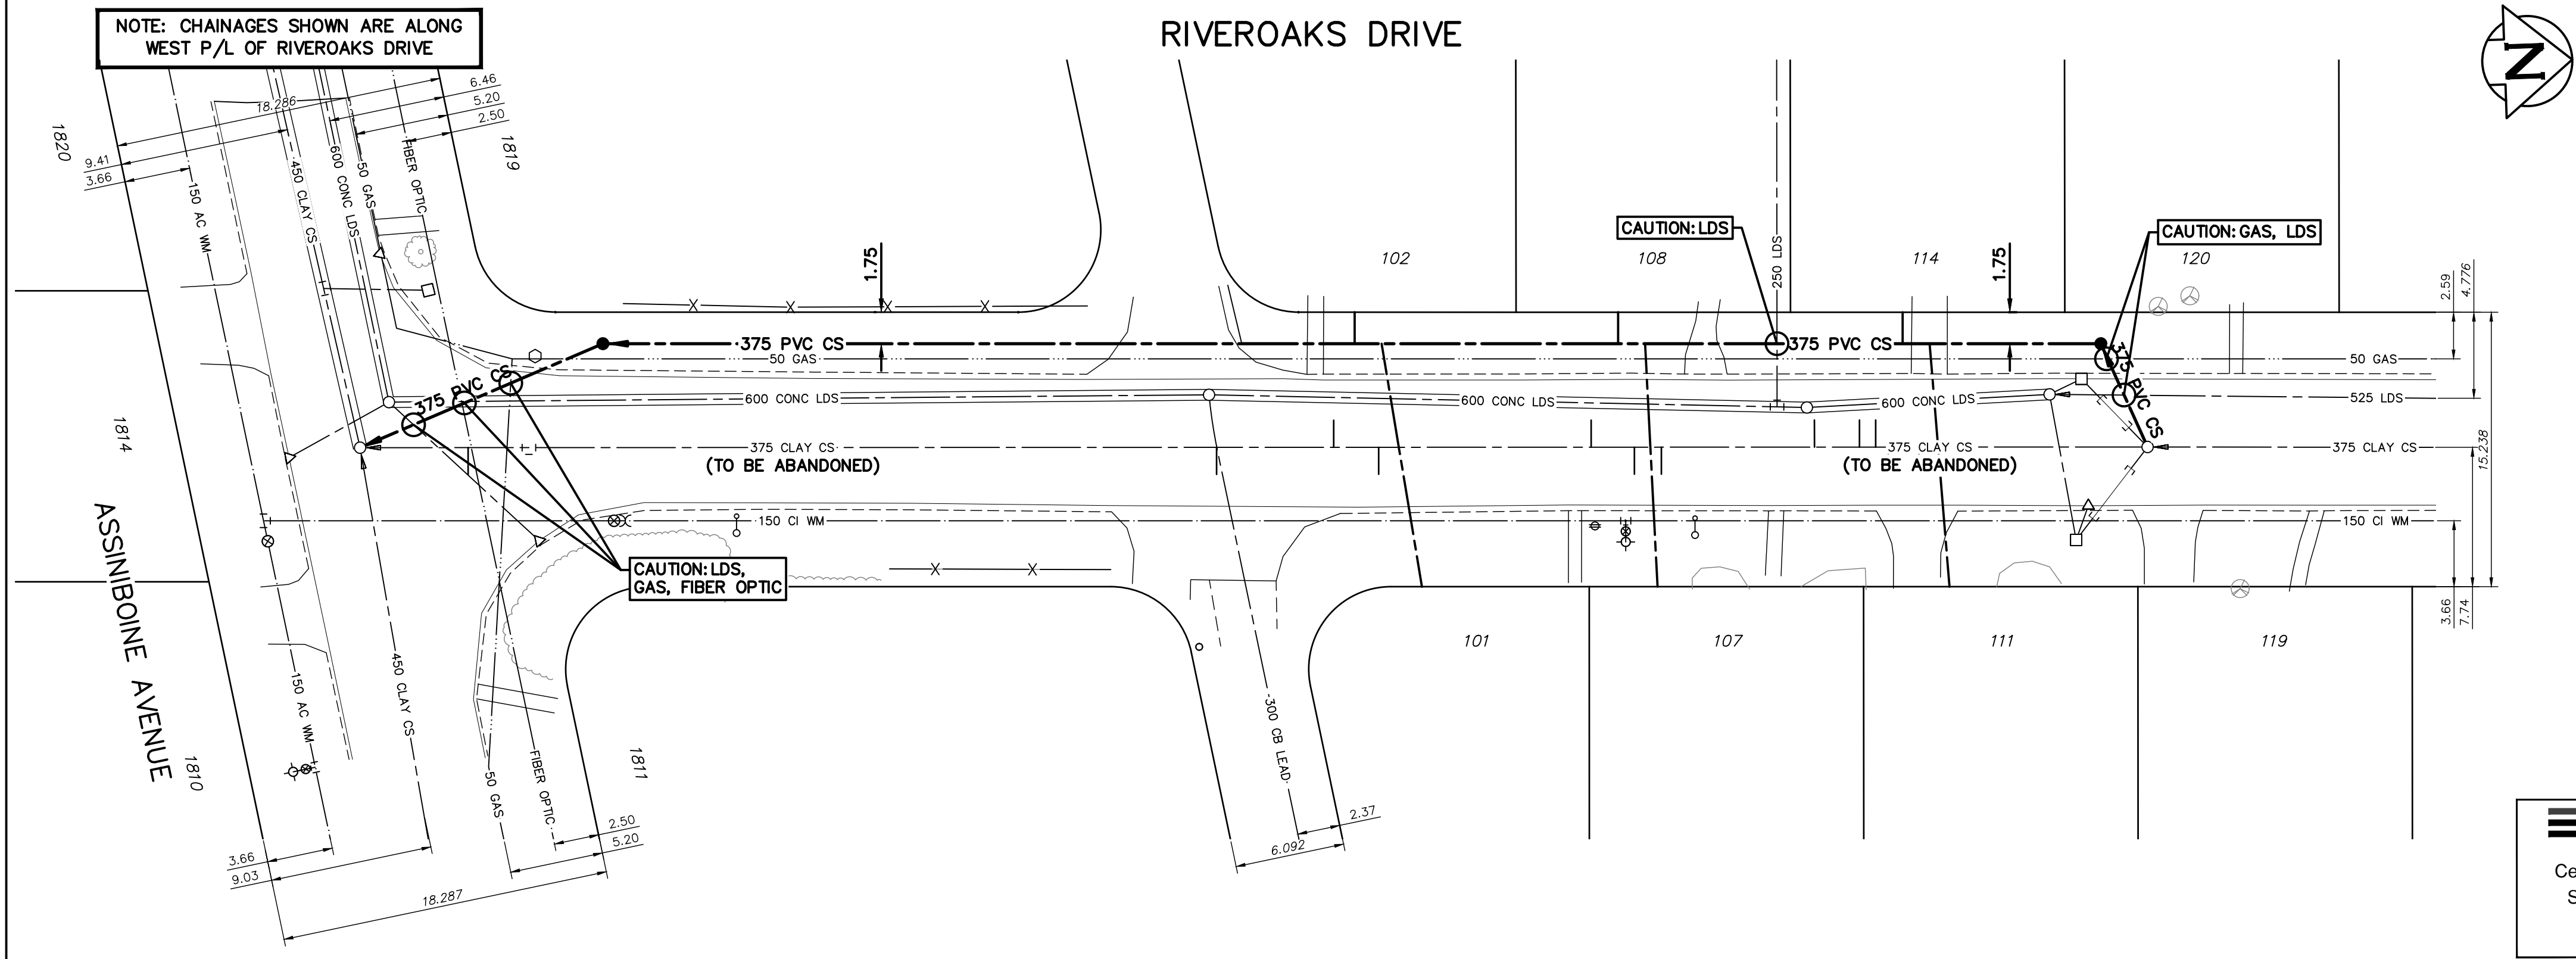 NOTE: CHAINAGES SHOWN ARE ALONG
WEST P/L OF RIVEROAKS DRIVE
RIVEROAKS DRIVE
N
18.286
6.46
5.20
2.50
1820
9.41
3.66
1819
150 AC WM
450 CLAY CS
600 CONC LDS
50 GAS
FIBER OPTIC
1.75
102
CAUTION: LDS
108
250 LDS
114
1.75
CAUTION: GAS, LDS
120
2.59
4.776
375 PVC CS
50 GAS
375 PVC CS
375 PVC CS
50 GAS
375 PVC CS
600 CONC LDS
600 CONC LDS
600 CONC LDS
525 LDS
15.238
1814
375 CLAY CS
(TO BE ABANDONED)
375 CLAY CS
(TO BE ABANDONED)
375 CLAY CS
150 CI WM
150 CI WM
ASSINIBOINE AVENUE
CAUTION: LDS,
GAS, FIBER OPTIC
3.66
7.74
101
107
111
119
150 AC WM
450 CLAY CS
50 GAS
FIBER OPTIC
1810
1811
300 CB LEAD
2.50
5.20
2.37
6.092
3.66
9.03
18.287
Ce
S